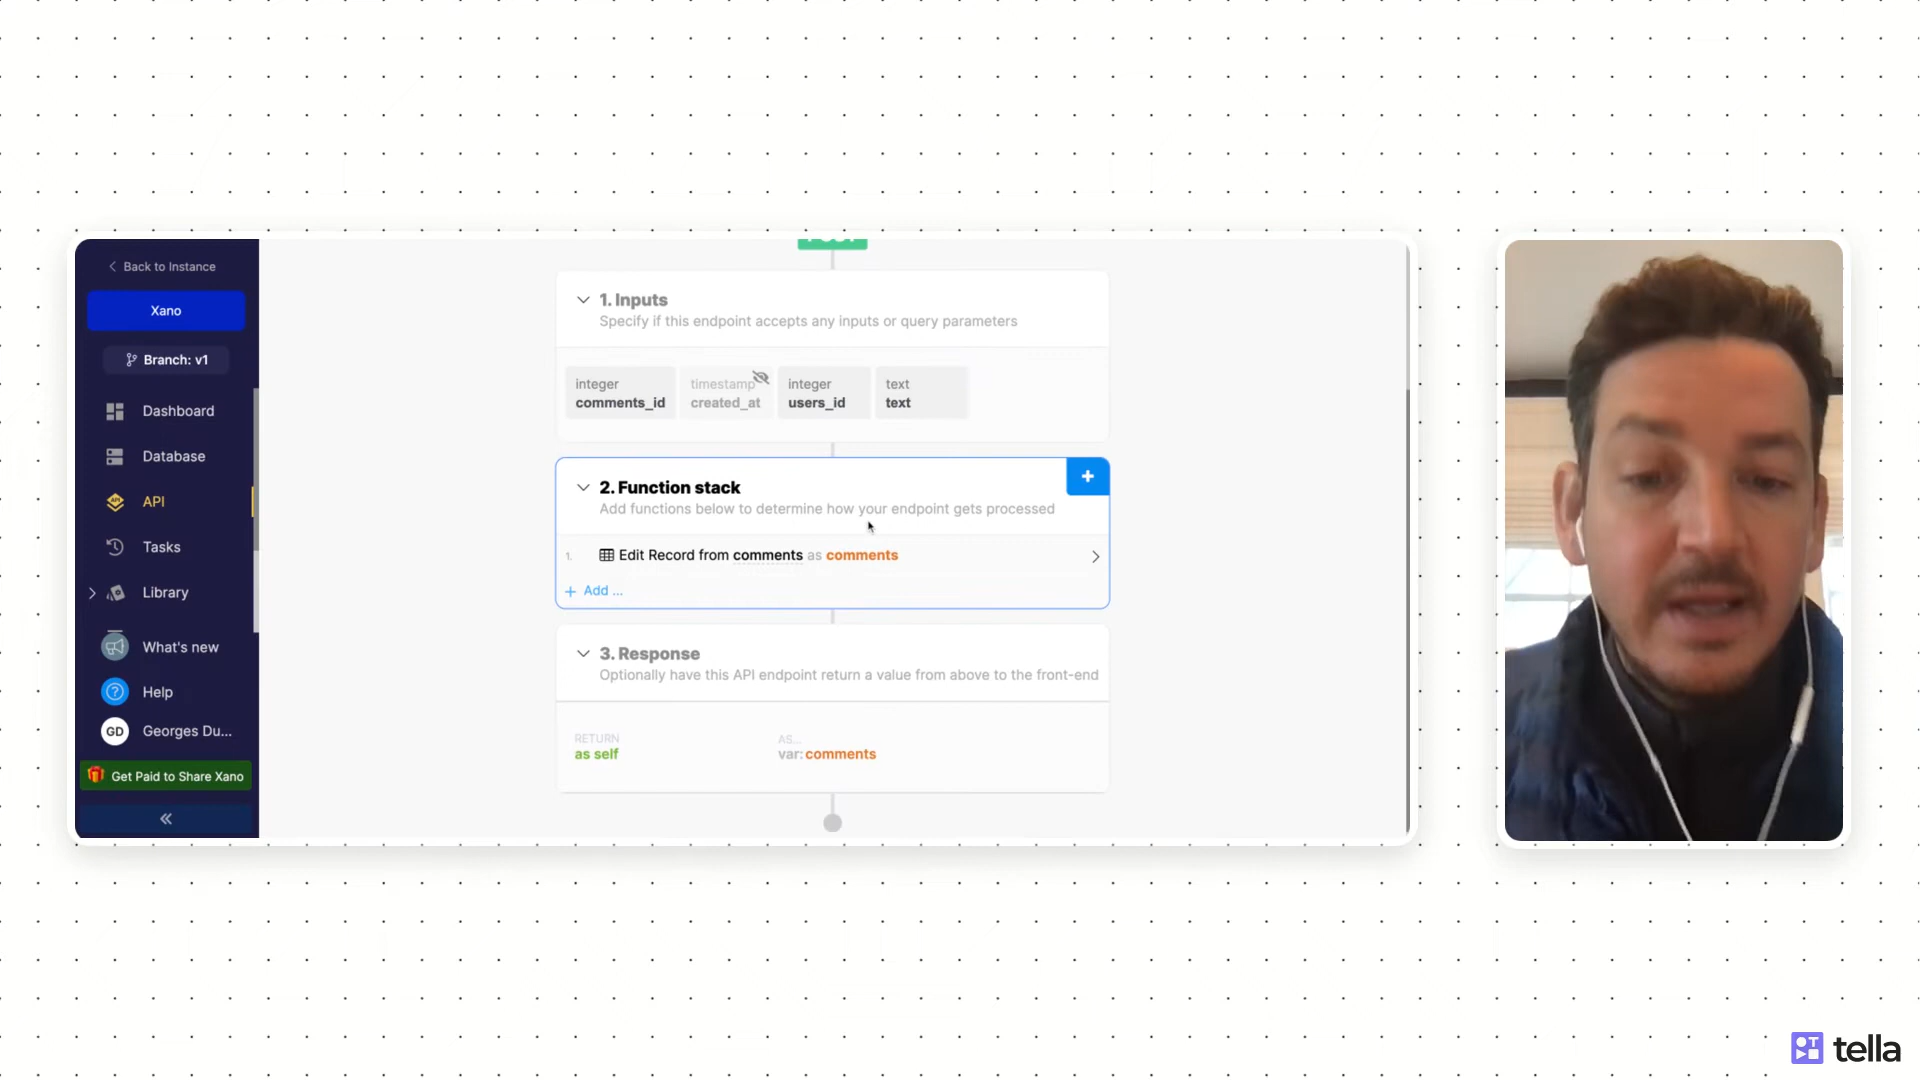 Back to Instance
Xano
Branch: v1
Dashboard
Database
API
Tasks
Library
What's new
Help
GD Georges Du...
Get Paid to Share Xano
1. Inputs
Specify if this endpoint accepts any inputs or query parameters
integer
comments_id
timestamp
created_at
integer
users_id
text
text
2. Function stack
Add functions below to determine how your endpoint gets processed
1. Edit Record from comments as comments
+ Add ...
3. Response
Optionally have this API endpoint return a value from above to the front-end
RETURN
as self
AS...
var: comments
tella